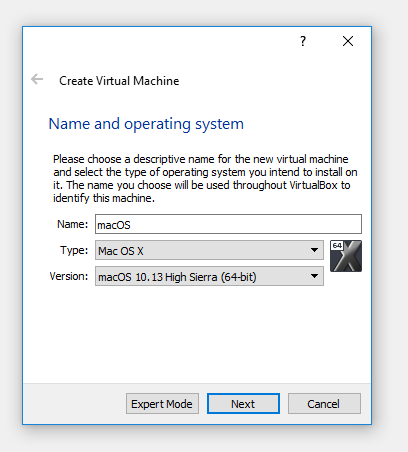 ?
Create Virtual Machine
Name and operating system
Please choose a descriptive name for the new virtual machine
and select the type of operating system you intend to install on
it. The name you choose will be used throughout VirtualBox to
identify this machine.
Name: macOS
Type: Mac OS X
64
X
Version: macOS 10.13 High Sierra (64-bit)
Expert Mode Next Cancel